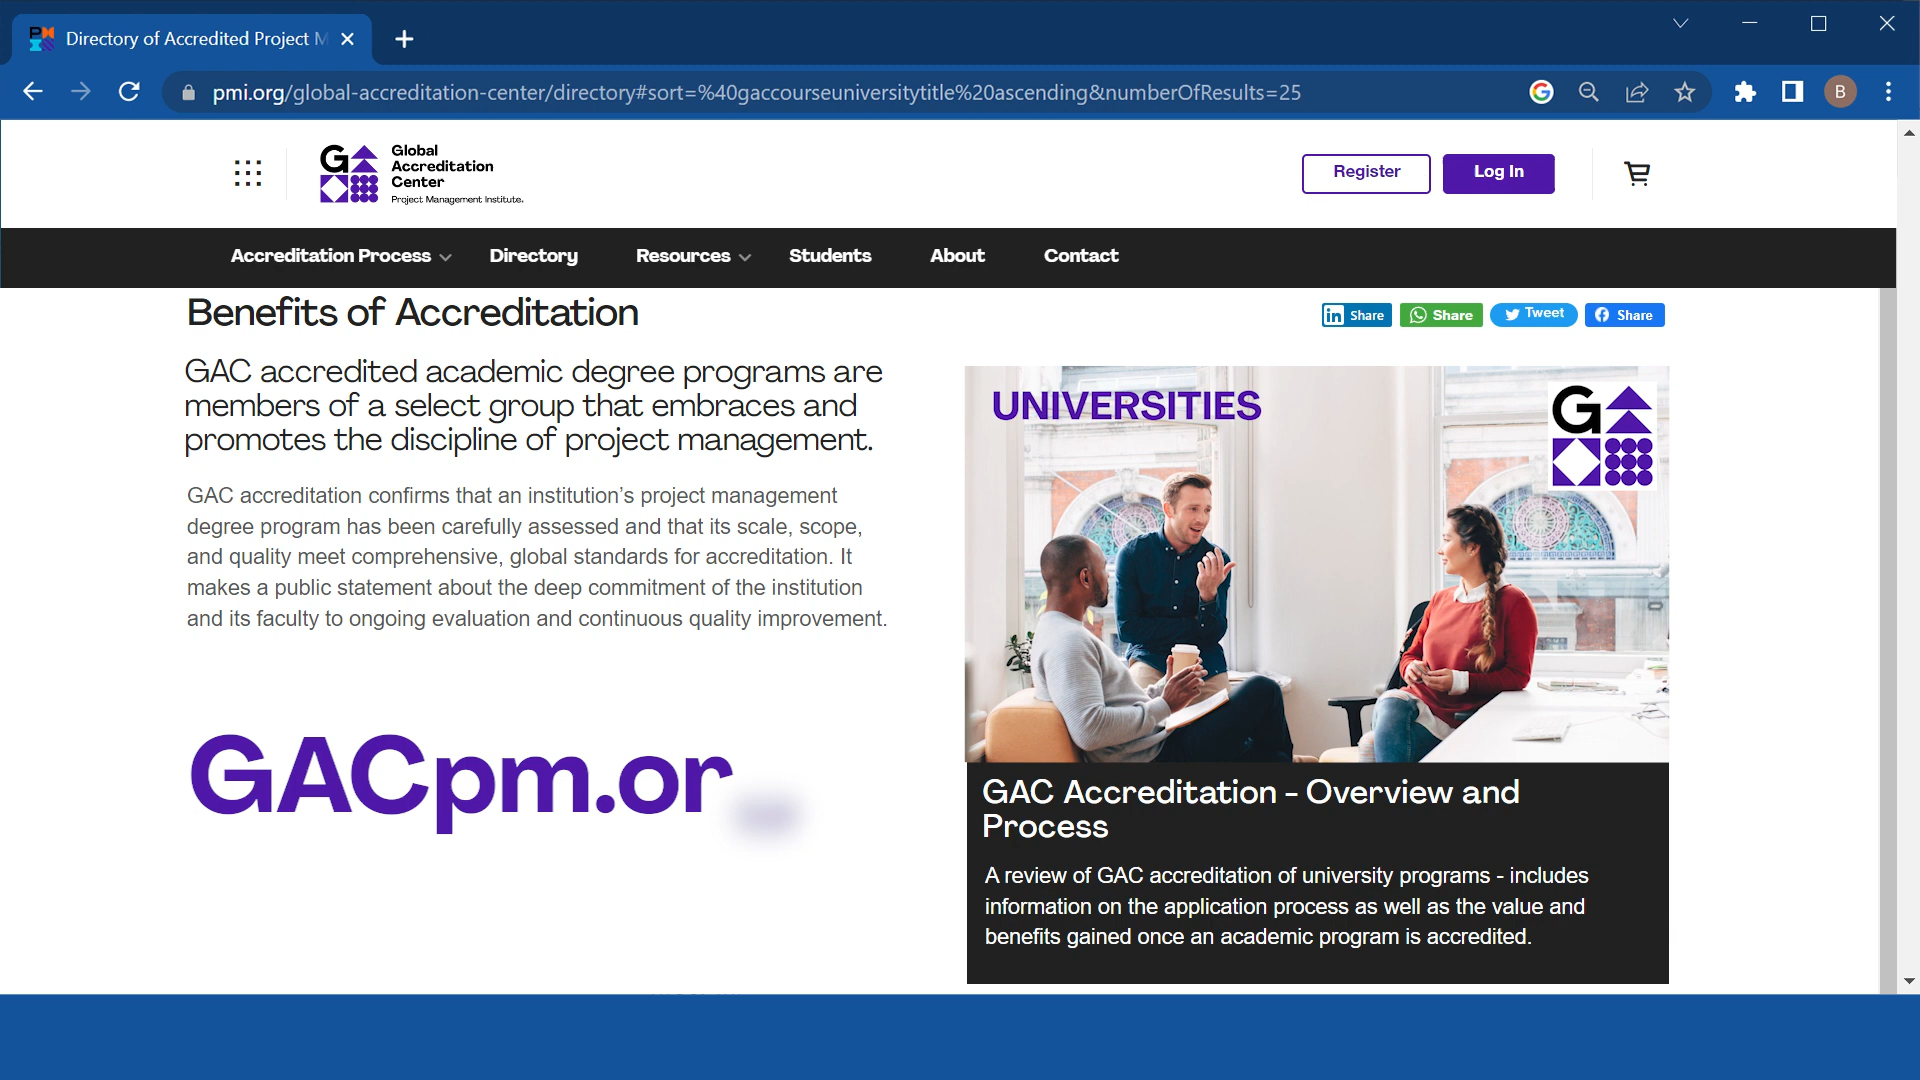 Directory of Accredited Project M
pmi.org/global-accreditation-center/directory#sort=%40gaccourseuniversitytitle%20ascending&numberOfResults=25
B
G
Global
Accreditation
Center
Project Management Institute.
Register
Log In
Accreditation Process
Directory
Resources
Students
About
Contact
Benefits of Accreditation
in Share
Share
Tweet
Share
GAC accredited academic degree programs are
members of a select group that embraces and
promotes the discipline of project management.
GAC accreditation confirms that an institution’s project management
degree program has been carefully assessed and that its scale, scope,
and quality meet comprehensive, global standards for accreditation. It
makes a public statement about the deep commitment of the institution
and its faculty to ongoing evaluation and continuous quality improvement.
GACpm.or
UNIVERSITIES
G
GAC Accreditation - Overview and
Process
A review of GAC accreditation of university programs - includes
information on the application process as well as the value and
benefits gained once an academic program is accredited.